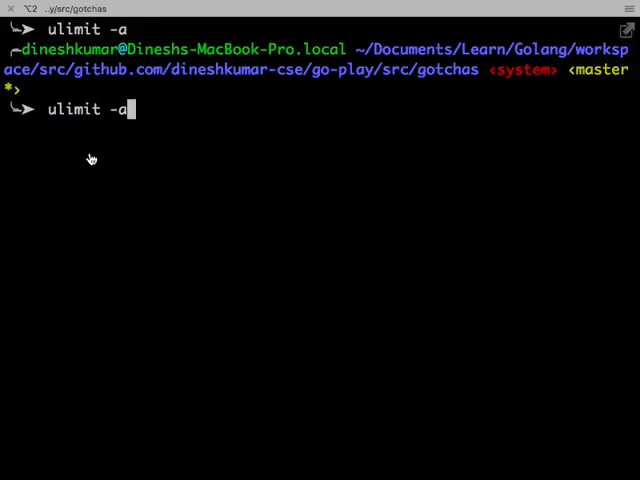 ⌥2 ..y/src/gotchas
╰─➤ ulimit -a
╭─dineshkumar@Dineshs-MacBook-Pro.local ~/Documents/Learn/Golang/worksp
ace/src/github.com/dineshkumar-cse/go-play/src/gotchas ‹system› ‹master
*›
╰─➤ ulimit -a